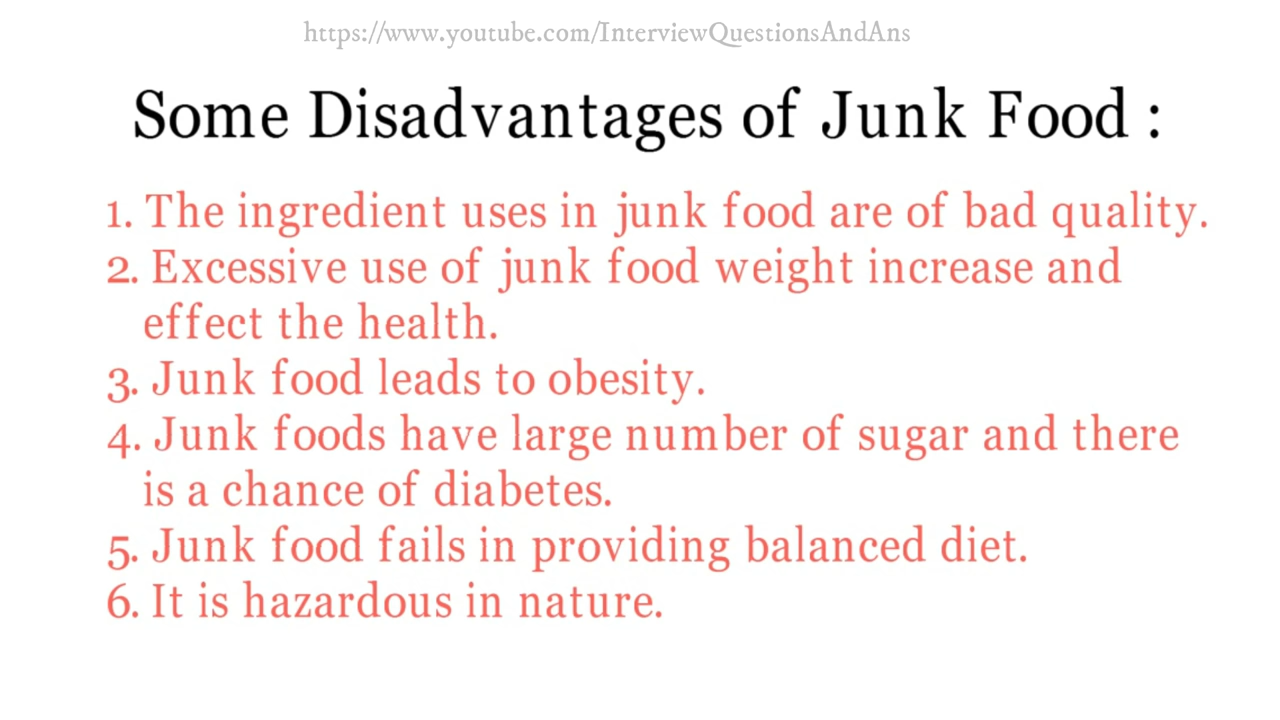 https://www.youtube.com/InterviewQuestionsAndAns
Some Disadvantages of Junk Food :
1. The ingredient uses in junk food are of bad quality.
2. Excessive use of junk food weight increase and
effect the health.
3. Junk food leads to obesity.
4. Junk foods have large number of sugar and there
is a chance of diabetes.
5. Junk food fails in providing balanced diet.
6. It is hazardous in nature.